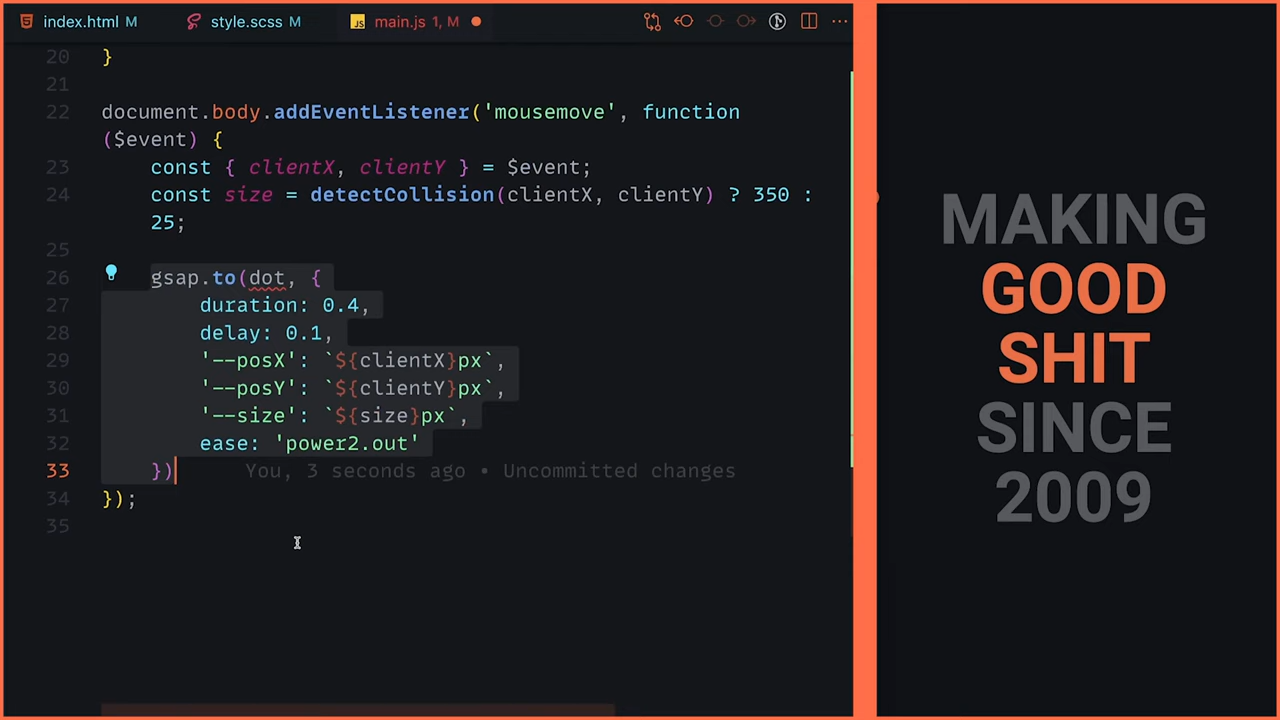 index.html M style.scss M JS main.js 1, M
20 }
21
22 document.body.addEventListener('mousemove', function
($event) {
23 const { clientX, clientY } = $event;
24 const size = detectCollision(clientX, clientY) ? 350 :
25;
25
26 gsap.to(dot, {
27 duration: 0.4,
28 delay: 0.1,
29 '--posX': `${clientX}px`,
30 '--posY': `${clientY}px`,
31 '--size': `${size}px`,
32 ease: 'power2.out'
33 }) You, 3 seconds ago • Uncommitted changes
34 });
35
MAKING
GOOD
SHIT
SINCE
2009